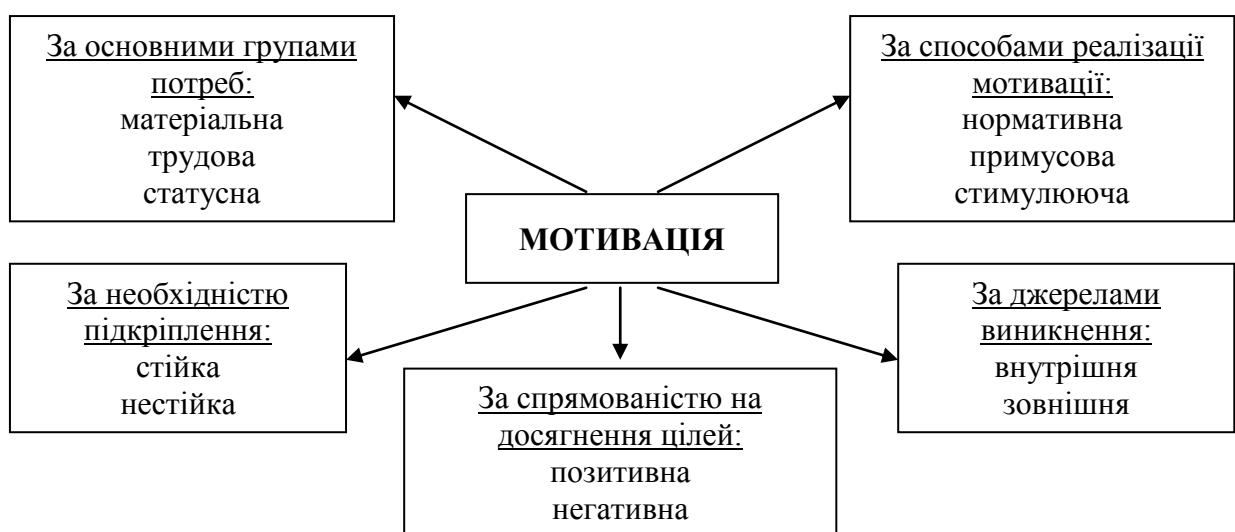 За основними групами
потреб:
матеріальна
трудова
статусна
За способами реалізації
мотивації:
нормативна
примусова
стимулююча
МОТИВАЦІЯ
За необхідністю
підкріплення:
стійка
нестійка
За спрямованістю на
досягнення цілей:
позитивна
негативна
За джерелами
виникнення:
внутрішня
зовнішня